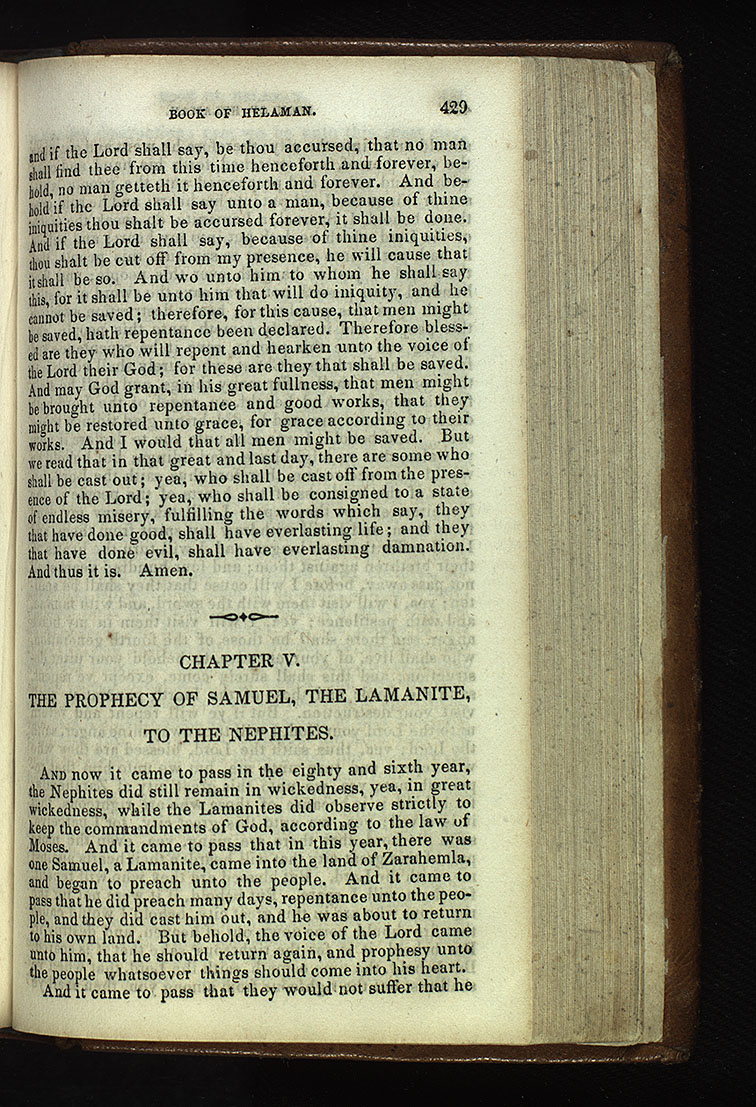 BOOK OF HELAMAN. 429
and if the Lord shall say, be thou accursed, that no man
shall find thee from this time henceforth and forever, be-
hold, no man getteth it henceforth and forever. And be-
hold if the Lord shall say unto a man, because of thine
iniquities thou shalt be accursed forever, it shall be done.
And if the Lord shall say, because of thine iniquities,
thou shalt be cut off from my presence, he will cause that
it shall be so. And wo unto him to whom he shall say
this, for it shall be unto him that will do iniquity, and he
cannot be saved; therefore, for this cause, that men might
be saved, hath repentance been declared. Therefore bless-
ed are they who will repent and hearken unto the voice of
the Lord their God; for these are they that shall be saved.
And may God grant, in his great fullness, that men might
be brought unto repentance and good works, that they
might be restored unto grace, for grace according to their
works. And I would that all men might be saved. But
we read that in that great and last day, there are some who
shall be cast out; yea, who shall be cast off from the pres-
ence of the Lord; yea, who shall be consigned to a state
of endless misery, fulfilling the words which say, they
that have done good, shall have everlasting life; and they
that have done evil, shall have everlasting damnation.
And thus it is. Amen.
CHAPTER V.
THE PROPHECY OF SAMUEL, THE LAMANITE,
TO THE NEPHITES.
AND now it came to pass in the eighty and sixth year,
the Nephites did still remain in wickedness, yea, in great
wickedness, while the Lamanites did observe strictly to
keep the commandments of God, according to the law of
Moses. And it came to pass that in this year, there was
one Samuel, a Lamanite, came into the land of Zarahemla,
and began to preach unto the people. And it came to
pass that he did preach many days, repentance unto the peo-
ple, and they did cast him out, and he was about to return
to his own land. But behold, the voice of the Lord came
unto him, that he should return again, and prophesy unto
the people whatsoever things should come into his heart.
And it came to pass that they would not suffer that he